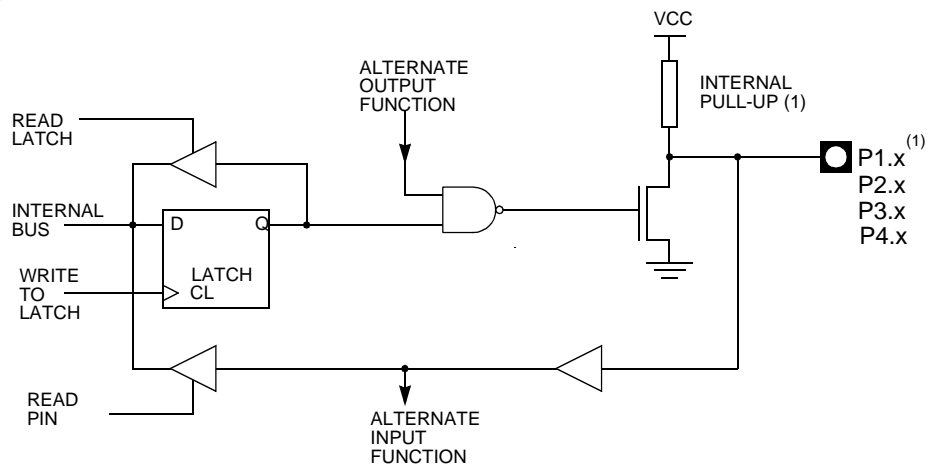 VCC
ALTERNATE
OUTPUT
FUNCTION
INTERNAL
PULL-UP (1)
READ
LATCH
P1.x(1)
P2.x
P3.x
P4.x
INTERNAL
BUS
D
Q
LATCH
CL
WRITE
TO
LATCH
READ
PIN
ALTERNATE
INPUT
FUNCTION